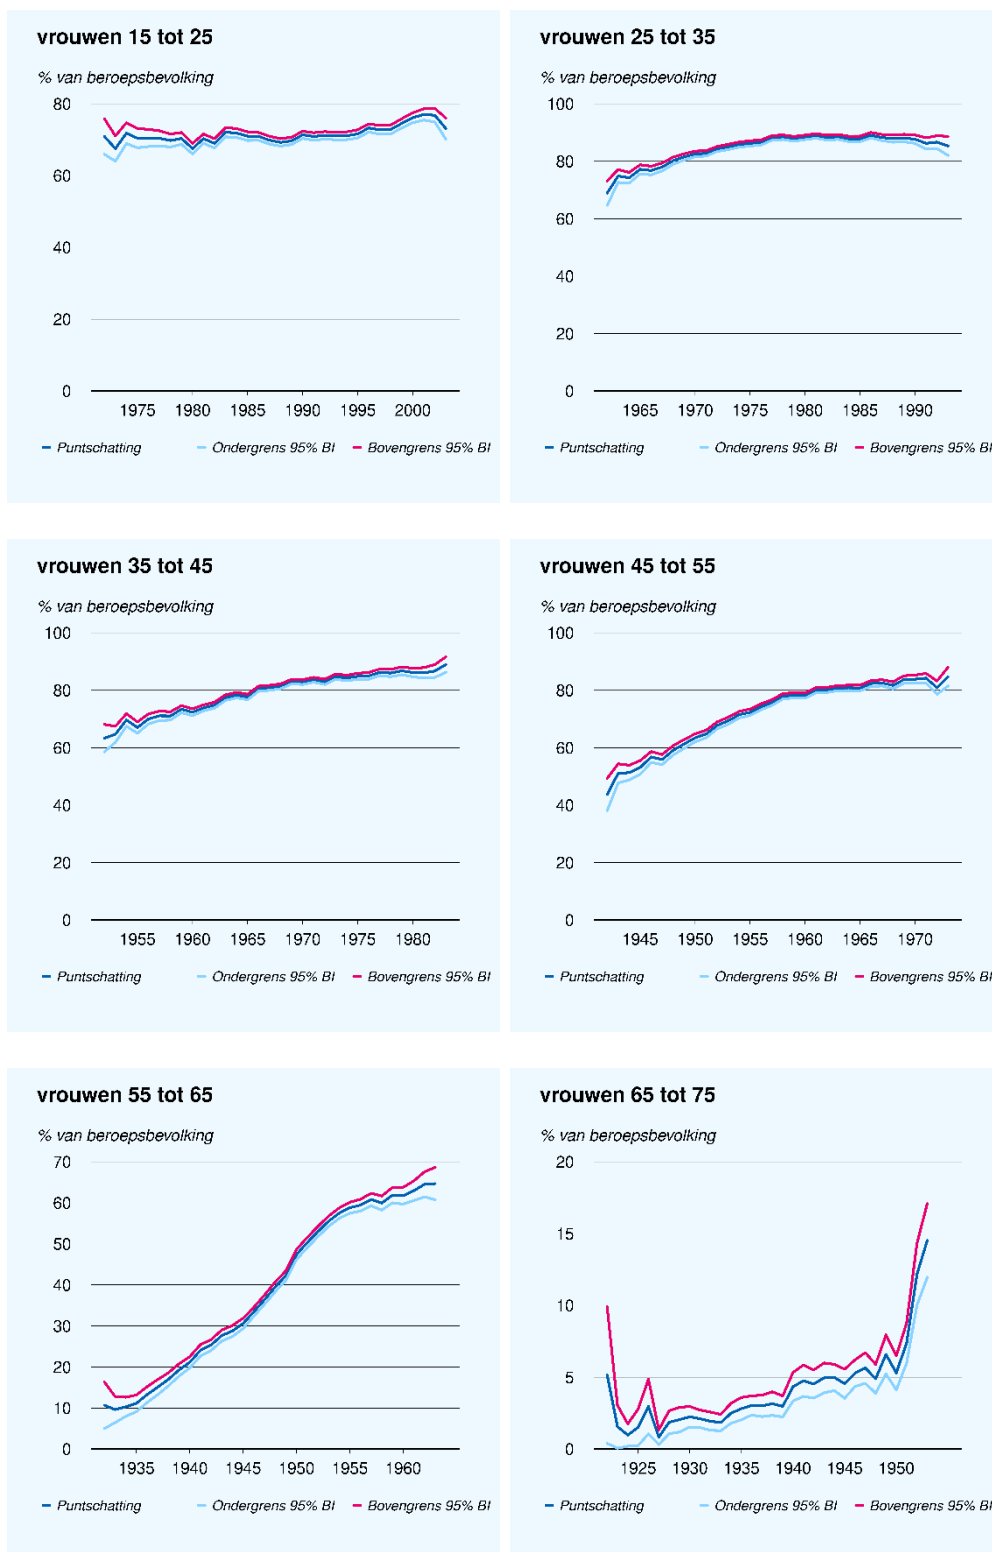 vrouwen 15 tot 25
% van beroepsbevolking
80
60
40
20
0
1975 1980 1985 1990 1995 2000
Puntschatting Ondergrens 95% BI Bovengrens 95% BI
vrouwen 25 tot 35
% van beroepsbevolking
100
80
60
40
20
0
1965 1970 1975 1980 1985 1990
Puntschatting Ondergrens 95% BI Bovengrens 95% BI
vrouwen 35 tot 45
% van beroepsbevolking
100
80
60
40
20
0
1955 1960 1965 1970 1975 1980
Puntschatting Ondergrens 95% BI Bovengrens 95% BI
vrouwen 45 tot 55
% van beroepsbevolking
100
80
60
40
20
0
1945 1950 1955 1960 1965 1970
Puntschatting Ondergrens 95% BI Bovengrens 95% BI
vrouwen 55 tot 65
% van beroepsbevolking
70
60
50
40
30
20
10
0
1935 1940 1945 1950 1955 1960
Puntschatting Ondergrens 95% BI Bovengrens 95% BI
vrouwen 65 tot 75
% van beroepsbevolking
20
15
10
5
0
1925 1930 1935 1940 1945 1950
Puntschatting Ondergrens 95% BI Bovengrens 95% BI